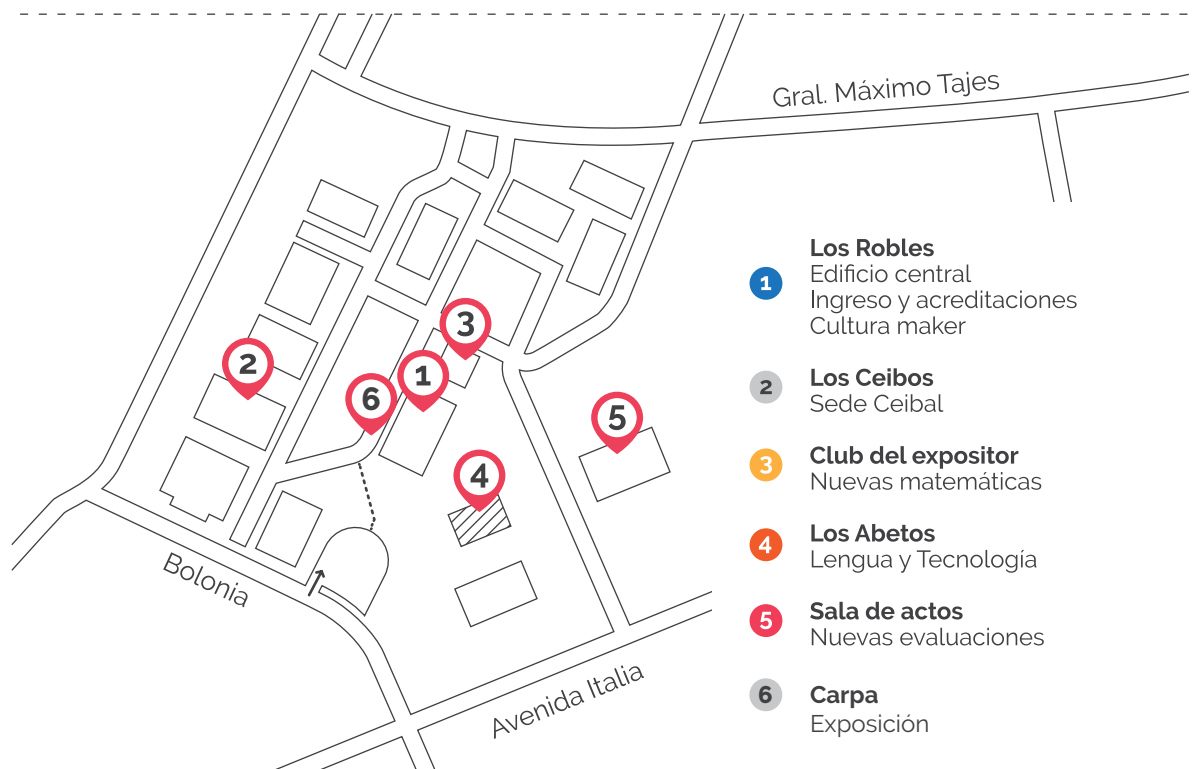 Gral. Máximo Tajes
2
3
1
6
5
4
Bolonia
Avenida Italia
1
Los Robles
Edificio central
Ingreso y acreditaciones
Cultura maker
2
Los Ceibos
Sede Ceibal
3
Club del expositor
Nuevas matemáticas
4
Los Abetos
Lengua y Tecnología
5
Sala de actos
Nuevas evaluaciones
6
Carpa
Exposición